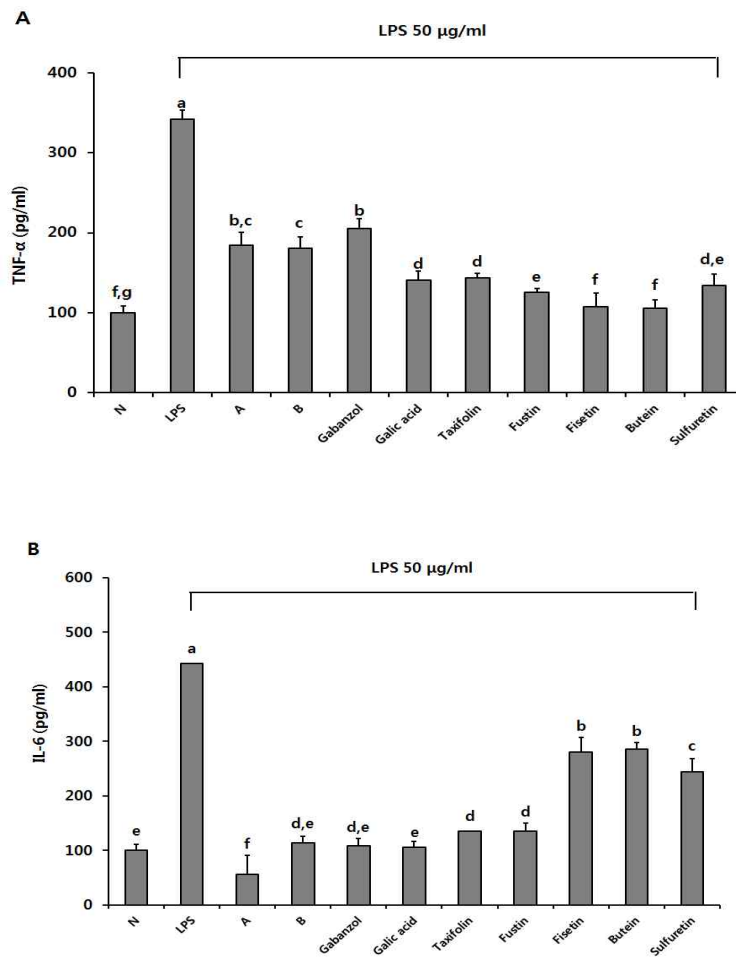 A
LPS 50 μg/ml
TNF-α (pg/ml)
400
300
200
100
0
a
b,c
c
b
d
d
e
f
f
d,e
f,g
N
LPS
A
B
Gabanzol
Galic acid
Taxifolin
Fustin
Fisetin
Butein
Sulfuretin
B
LPS 50 μg/ml
IL-6 (pg/ml)
600
500
400
300
200
100
0
e
a
f
d,e
d,e
e
d
d
b
b
c
N
LPS
A
B
Gabanzol
Galic acid
Taxifolin
Fustin
Fisetin
Butein
Sulfuretin